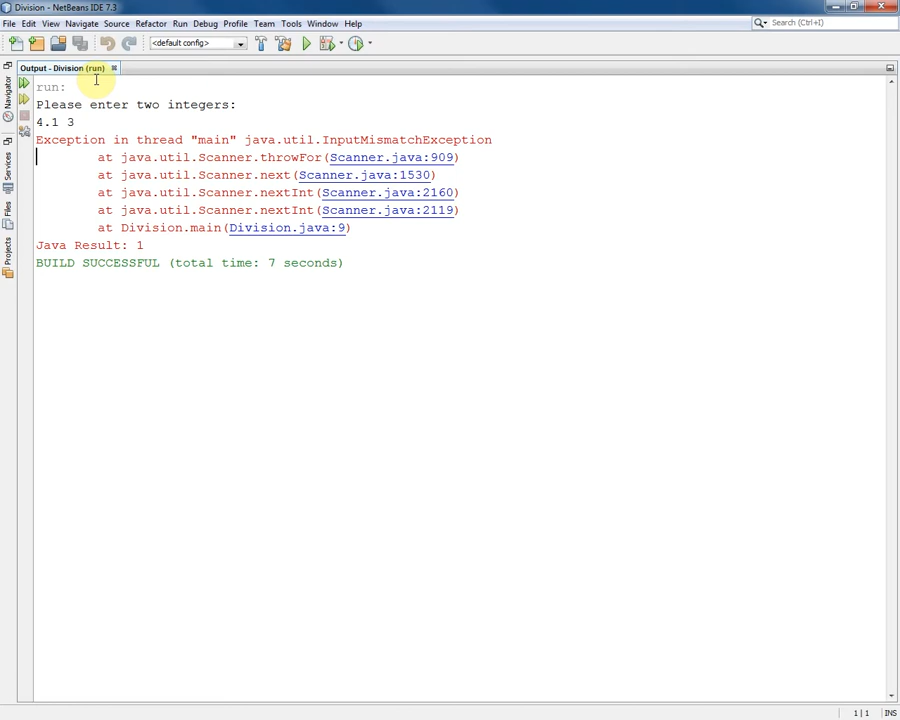 Division - NetBeans IDE 7.3
File Edit View Navigate Source Refactor Run Debug Profile Team Tools Window Help
<default config>
Search (Ctrl+I)
Output - Division (run)
run:
Please enter two integers:
4.1 3
Exception in thread "main" java.util.InputMismatchException
at java.util.Scanner.throwFor(Scanner.java:909)
at java.util.Scanner.next(Scanner.java:1530)
at java.util.Scanner.nextInt(Scanner.java:2160)
at java.util.Scanner.nextInt(Scanner.java:2119)
at Division.main(Division.java:9)
Java Result: 1
BUILD SUCCESSFUL (total time: 7 seconds)
Navigator
Services
Files
Projects
1|1 INS